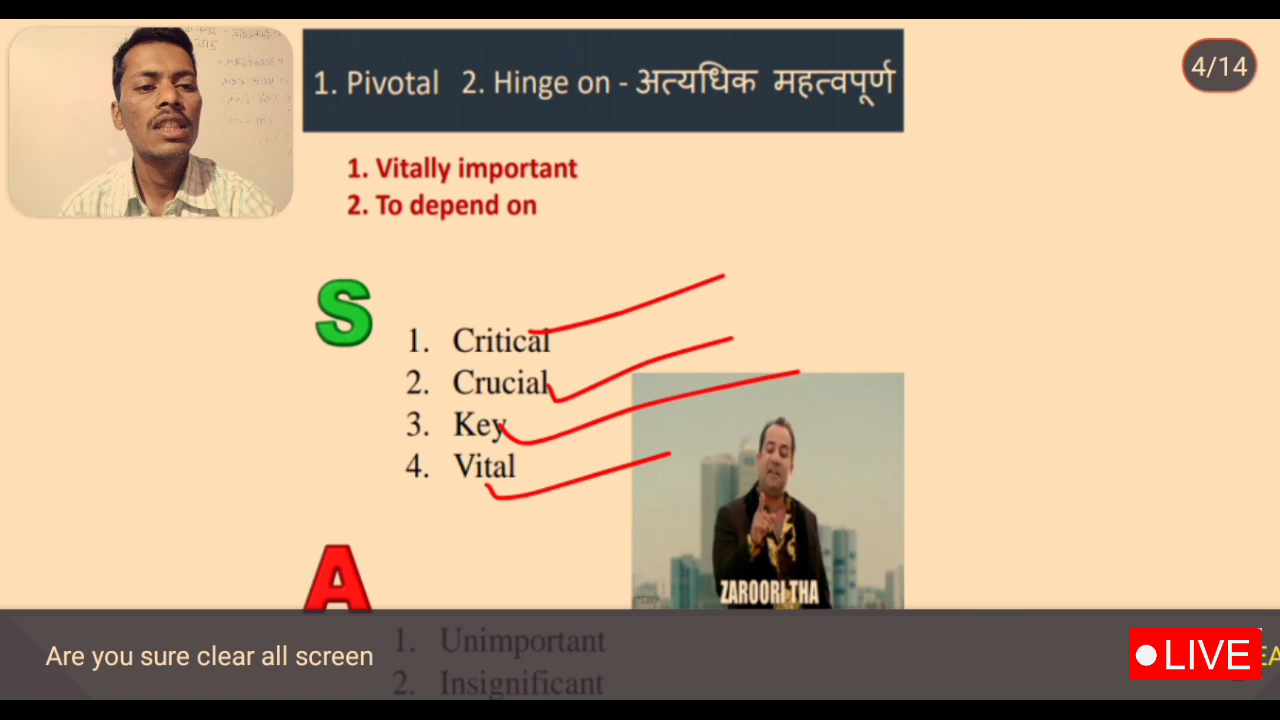 1. Pivotal 2. Hinge on - अत्यधिक महत्वपूर्ण
4/14
1. Vitally important
2. To depend on
S
1. Critical
2. Crucial
3. Key
4. Vital
ZAROORI THA
A
1. Unimportant
2. Insignificant
Are you sure clear all screen
LIVE